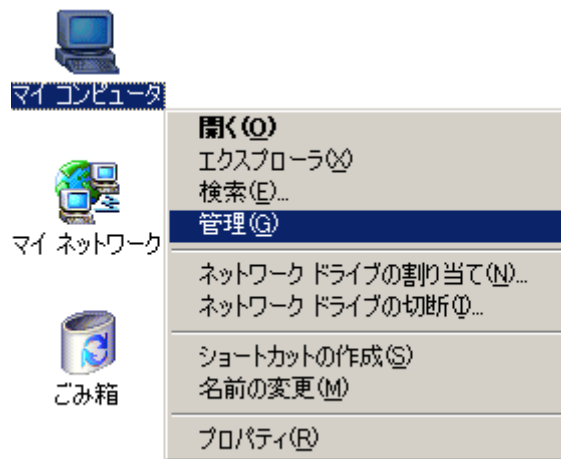 マイ コンピュータ
開く(O)
エクスプローラ(X)
検索(E)...
管理(G)
マイ ネットワーク
ネットワーク ドライブの割り当て(N)...
ネットワーク ドライブの切断(I)...
ショートカットの作成(S)
名前の変更(M)
ごみ箱
プロパティ(R)